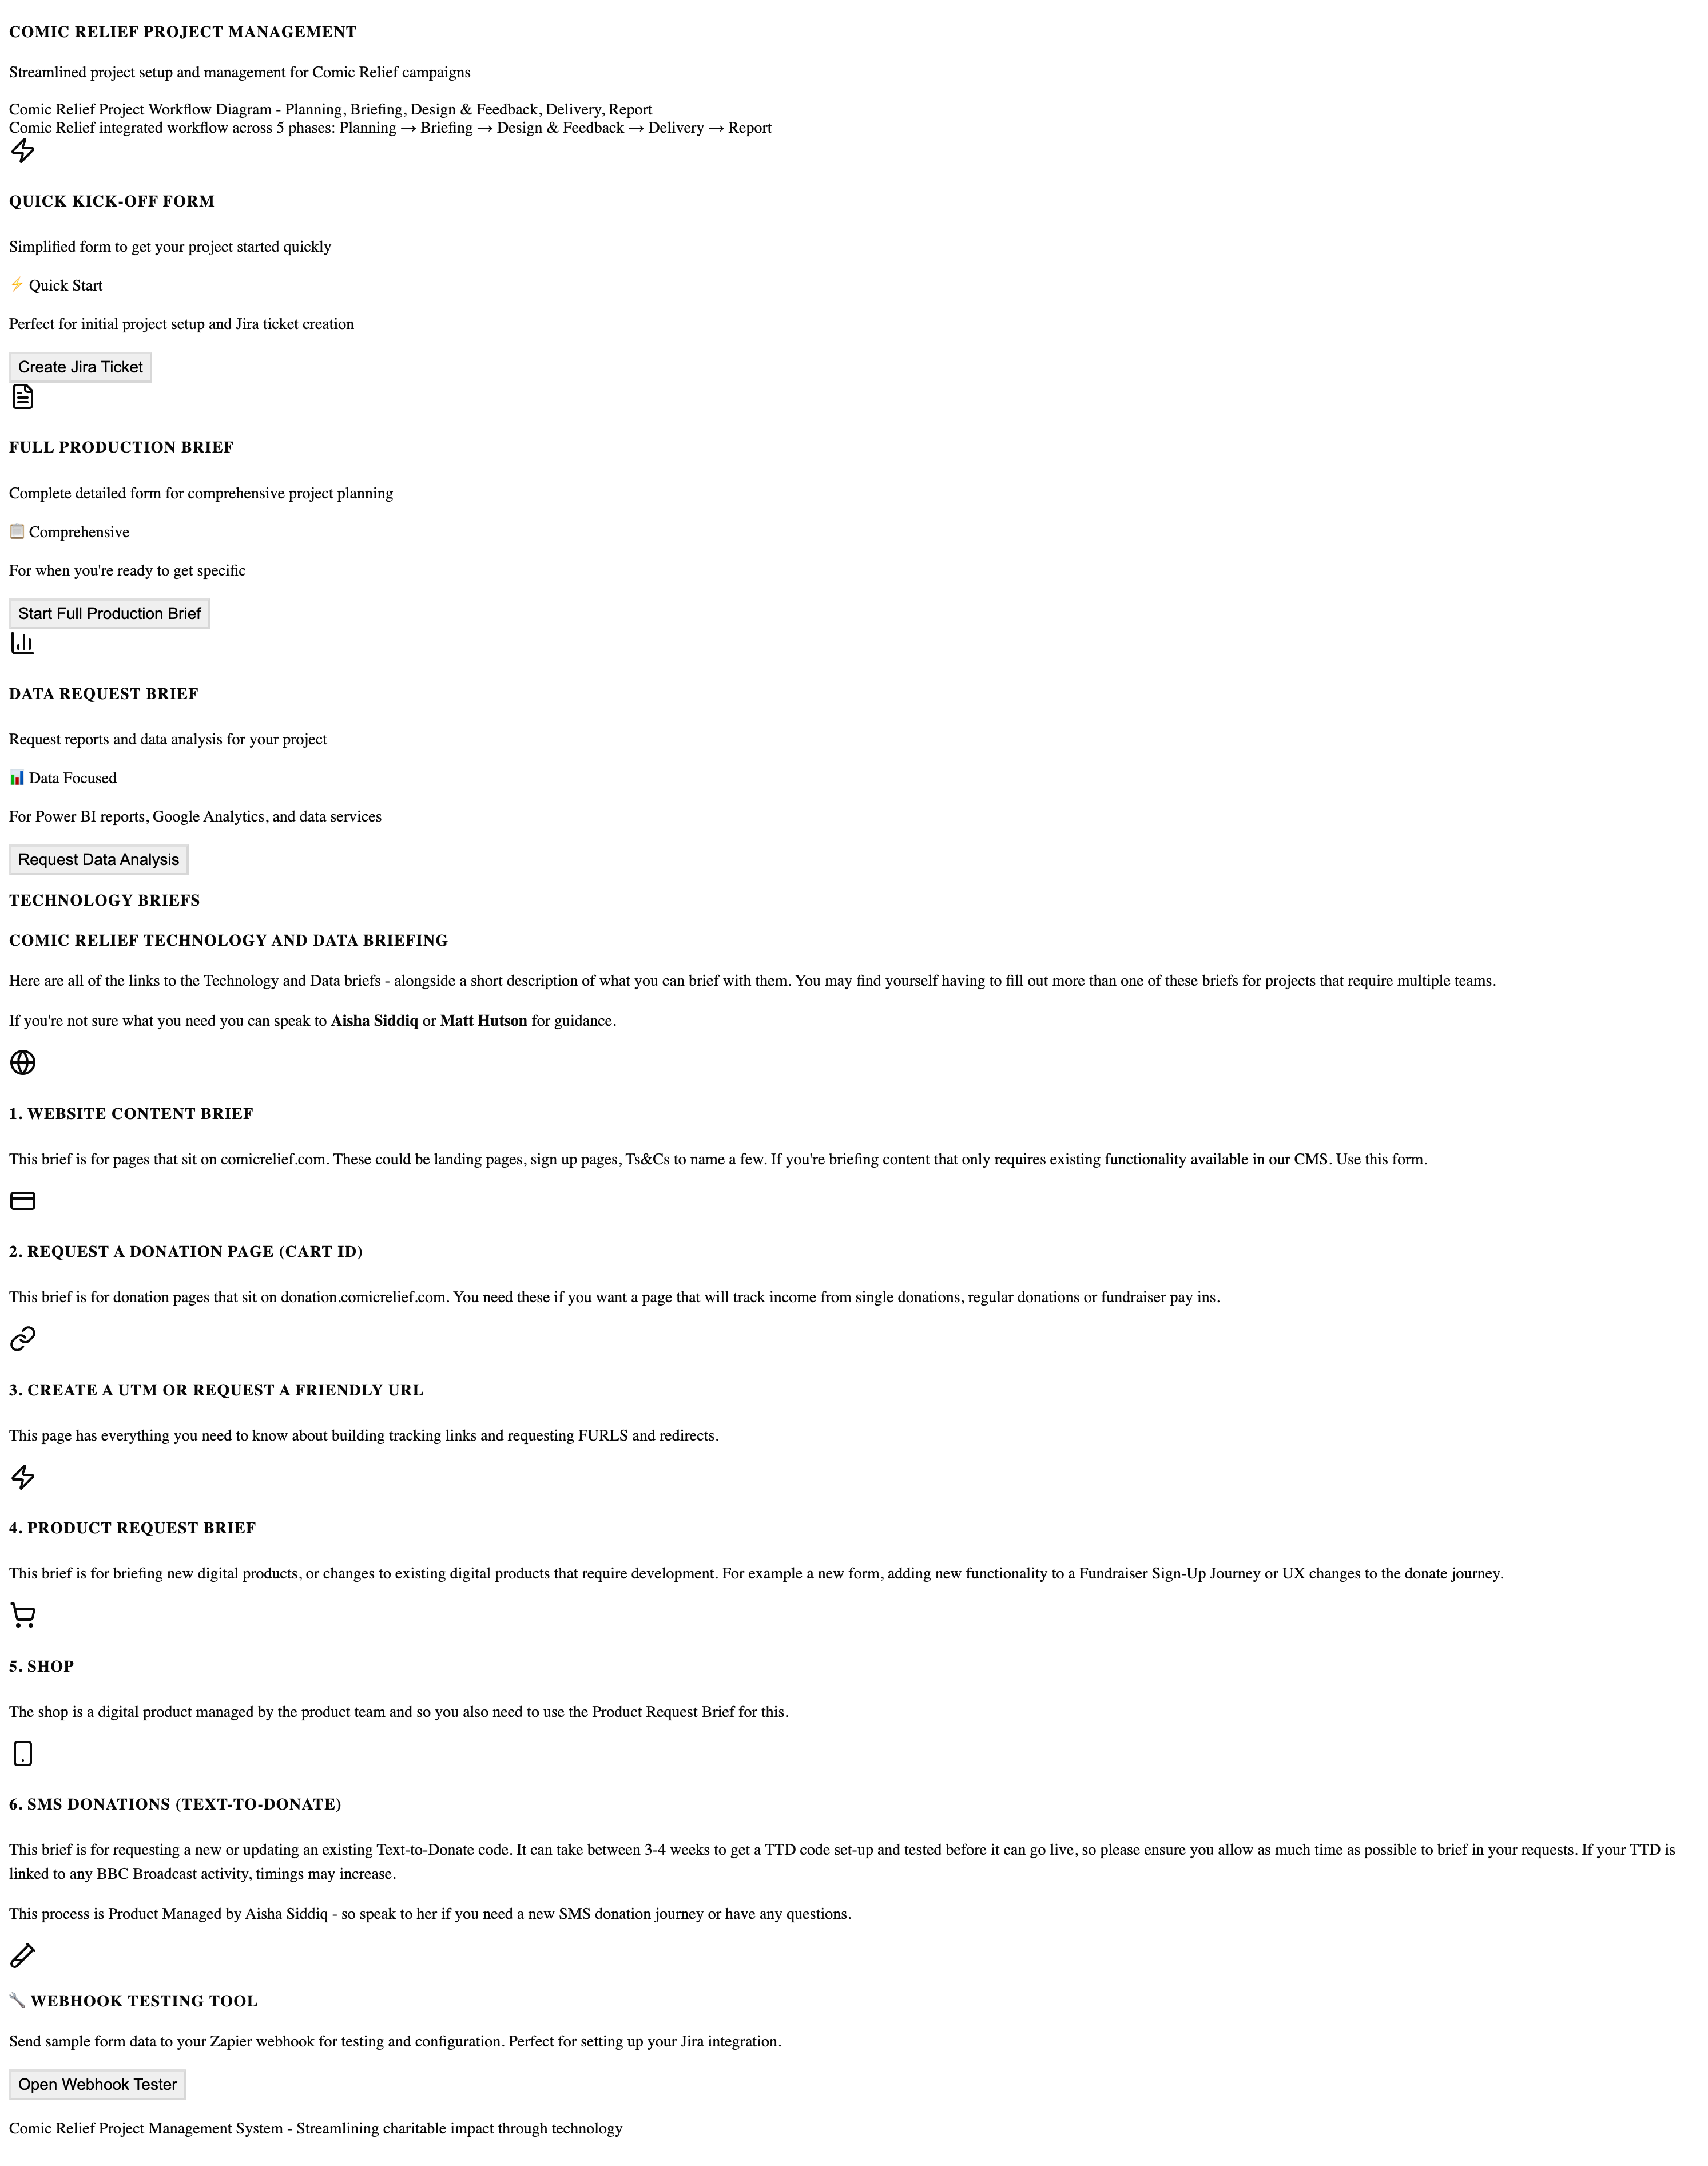 COMIC RELIEF PROJECT MANAGEMENT
Streamlined project setup and management for Comic Relief campaigns
Comic Relief Project Workflow Diagram - Planning, Briefing, Design & Feedback, Delivery, Report
Comic Relief integrated workflow across 5 phases: Planning → Briefing → Design & Feedback → Delivery → Report
QUICK KICK-OFF FORM
Simplified form to get your project started quickly
⚡ Quick Start
Perfect for initial project setup and Jira ticket creation
Create Jira Ticket
FULL PRODUCTION BRIEF
Complete detailed form for comprehensive project planning
📋 Comprehensive
For when you're ready to get specific
Start Full Production Brief
DATA REQUEST BRIEF
Request reports and data analysis for your project
📊 Data Focused
For Power BI reports, Google Analytics, and data services
Request Data Analysis
TECHNOLOGY BRIEFS
COMIC RELIEF TECHNOLOGY AND DATA BRIEFING
Here are all of the links to the Technology and Data briefs - alongside a short description of what you can brief with them. You may find yourself having to fill out more than one of these briefs for projects that require multiple teams.
If you're not sure what you need you can speak to Aisha Siddiq or Matt Hutson for guidance.
1. WEBSITE CONTENT BRIEF
This brief is for pages that sit on comicrelief.com. These could be landing pages, sign up pages, Ts&Cs to name a few. If you're briefing content that only requires existing functionality available in our CMS. Use this form.
2. REQUEST A DONATION PAGE (CART ID)
This brief is for donation pages that sit on donation.comicrelief.com. You need these if you want a page that will track income from single donations, regular donations or fundraiser pay ins.
3. CREATE A UTM OR REQUEST A FRIENDLY URL
This page has everything you need to know about building tracking links and requesting FURLS and redirects.
4. PRODUCT REQUEST BRIEF
This brief is for briefing new digital products, or changes to existing digital products that require development. For example a new form, adding new functionality to a Fundraiser Sign-Up Journey or UX changes to the donate journey.
5. SHOP
The shop is a digital product managed by the product team and so you also need to use the Product Request Brief for this.
6. SMS DONATIONS (TEXT-TO-DONATE)
This brief is for requesting a new or updating an existing Text-to-Donate code. It can take between 3-4 weeks to get a TTD code set-up and tested before it can go live, so please ensure you allow as much time as possible to brief in your requests. If your TTD is
linked to any BBC Broadcast activity, timings may increase.
This process is Product Managed by Aisha Siddiq - so speak to her if you need a new SMS donation journey or have any questions.
🔧 WEBHOOK TESTING TOOL
Send sample form data to your Zapier webhook for testing and configuration. Perfect for setting up your Jira integration.
Open Webhook Tester
Comic Relief Project Management System - Streamlining charitable impact through technology